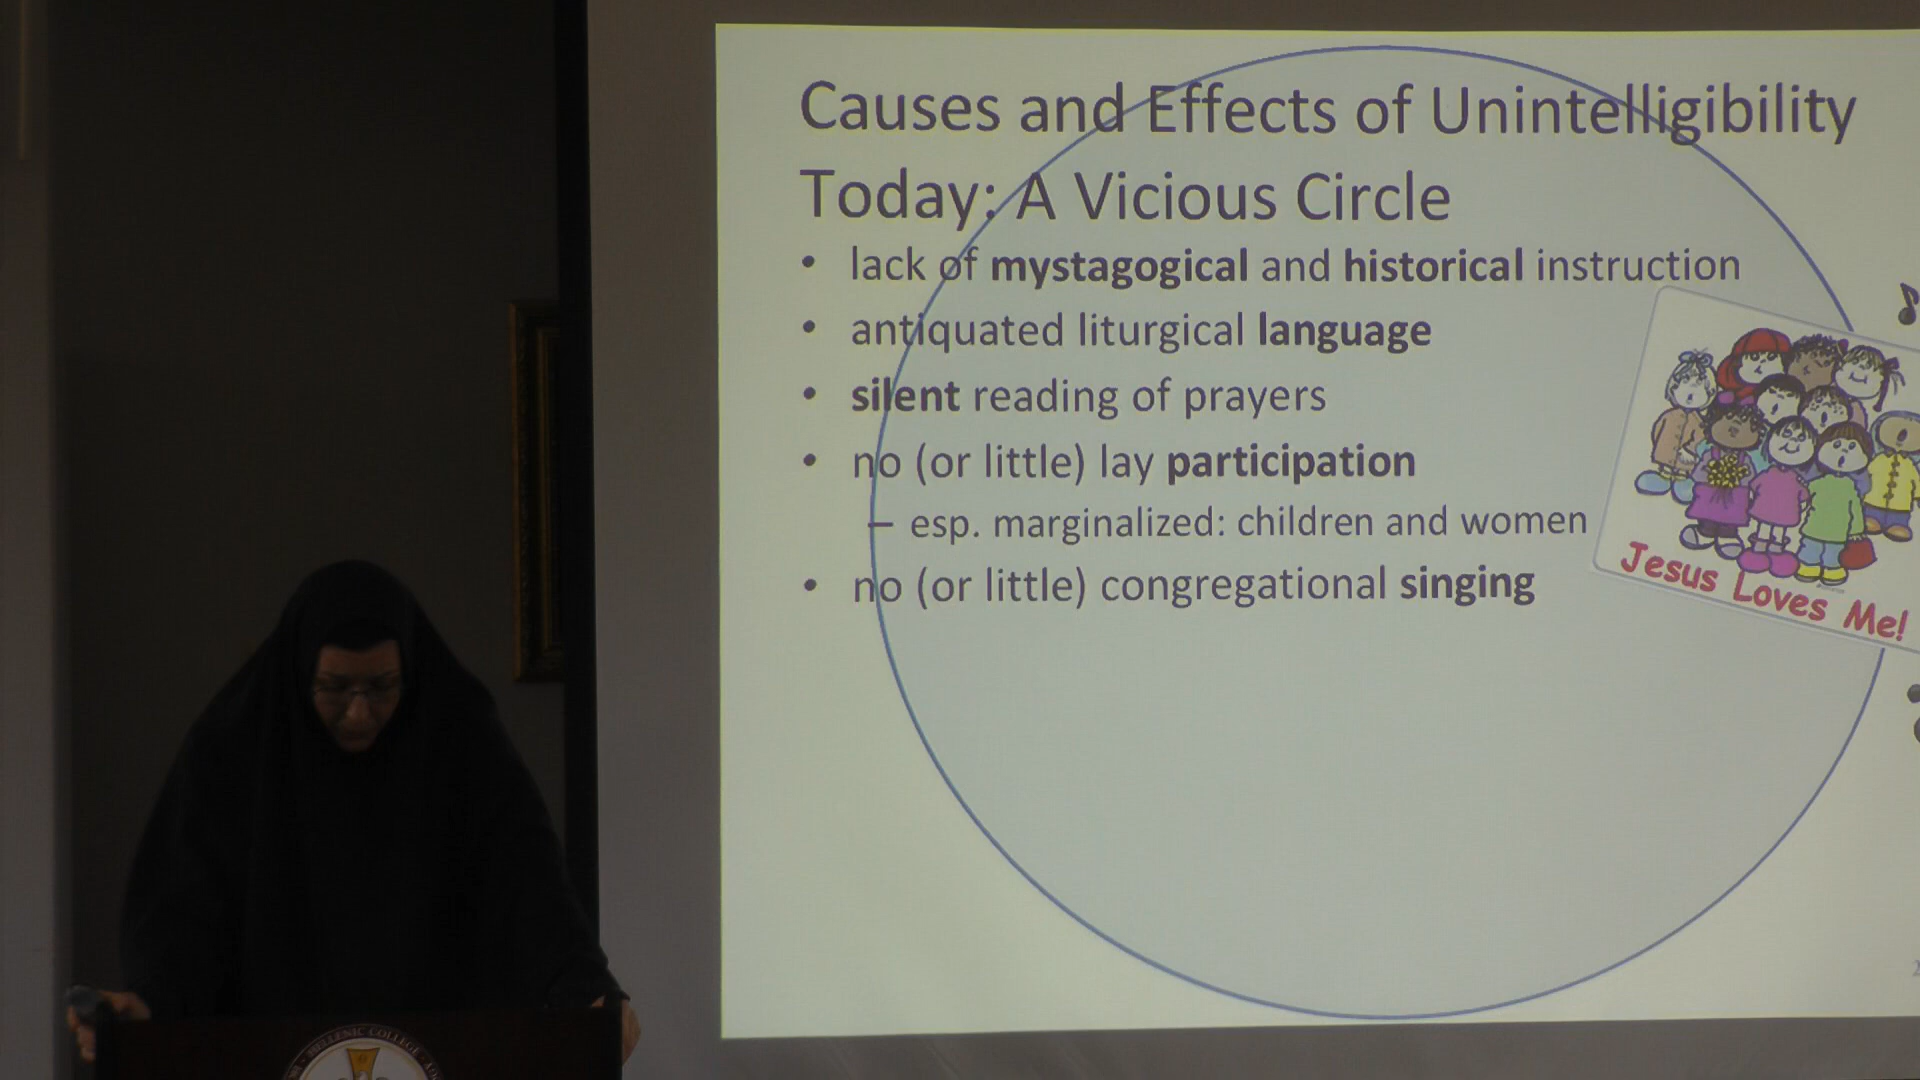 Causes and Effects of Unintelligibility
Today: A Vicious Circle
• lack of mystagogical and historical instruction
• antiquated liturgical language
• silent reading of prayers
• no (or little) lay participation
– esp. marginalized: children and women
• no (or little) congregational singing
Jesus Loves Me!
HELLENIC COLLEGE